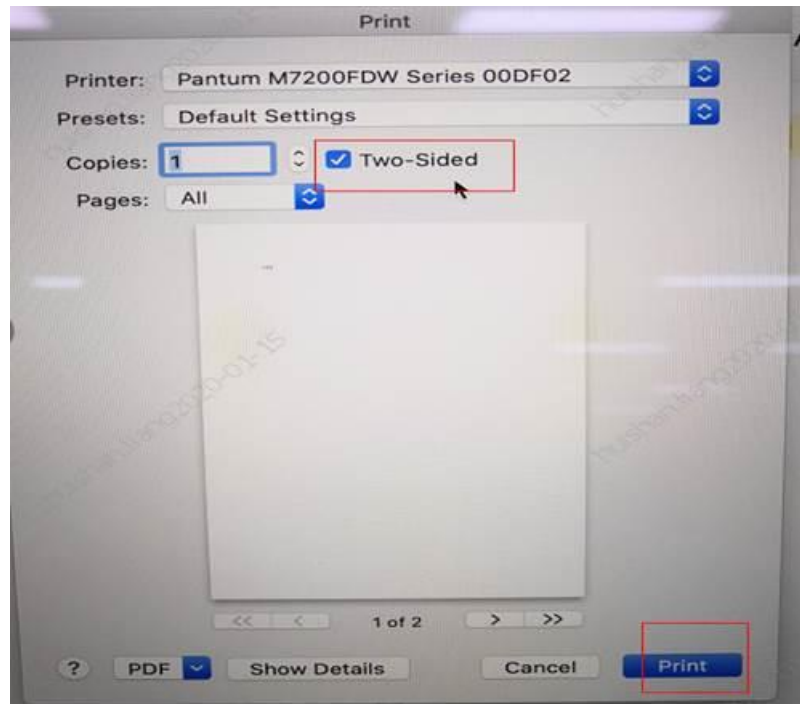 Print
Printer: Pantum M7200FDW Series 00DF02
Presets: Default Settings
Copies: 1 Two-Sided
Pages: All
<< < 1 of 2 > >>
? PDF Show Details Cancel Print